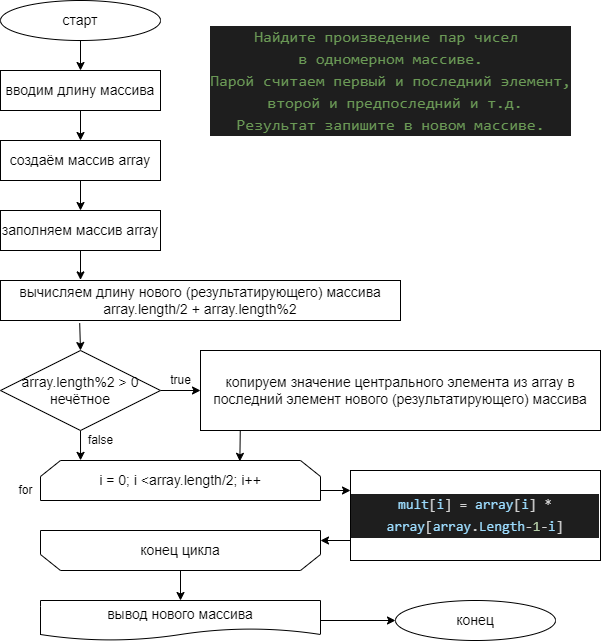 старт
Найдите произведение пар чисел
в одномерном массиве.
Парой считаем первый и последний элемент,
второй и предпоследний и т.д.
Результат запишите в новом массиве.
вводим длину массива
создаём массив array
заполняем массив array
вычисляем длину нового (результатирующего) массива
array.length/2 + array.length%2
array.length%2 > 0
нечётное
true
копируем значение центрального элемента из array в
последний элемент нового (результатирующего) массива
false
for
i = 0; i <array.length/2; i++
mult[i] = array[i] *
array[array.Length-1-i]
конец цикла
вывод нового массива
конец